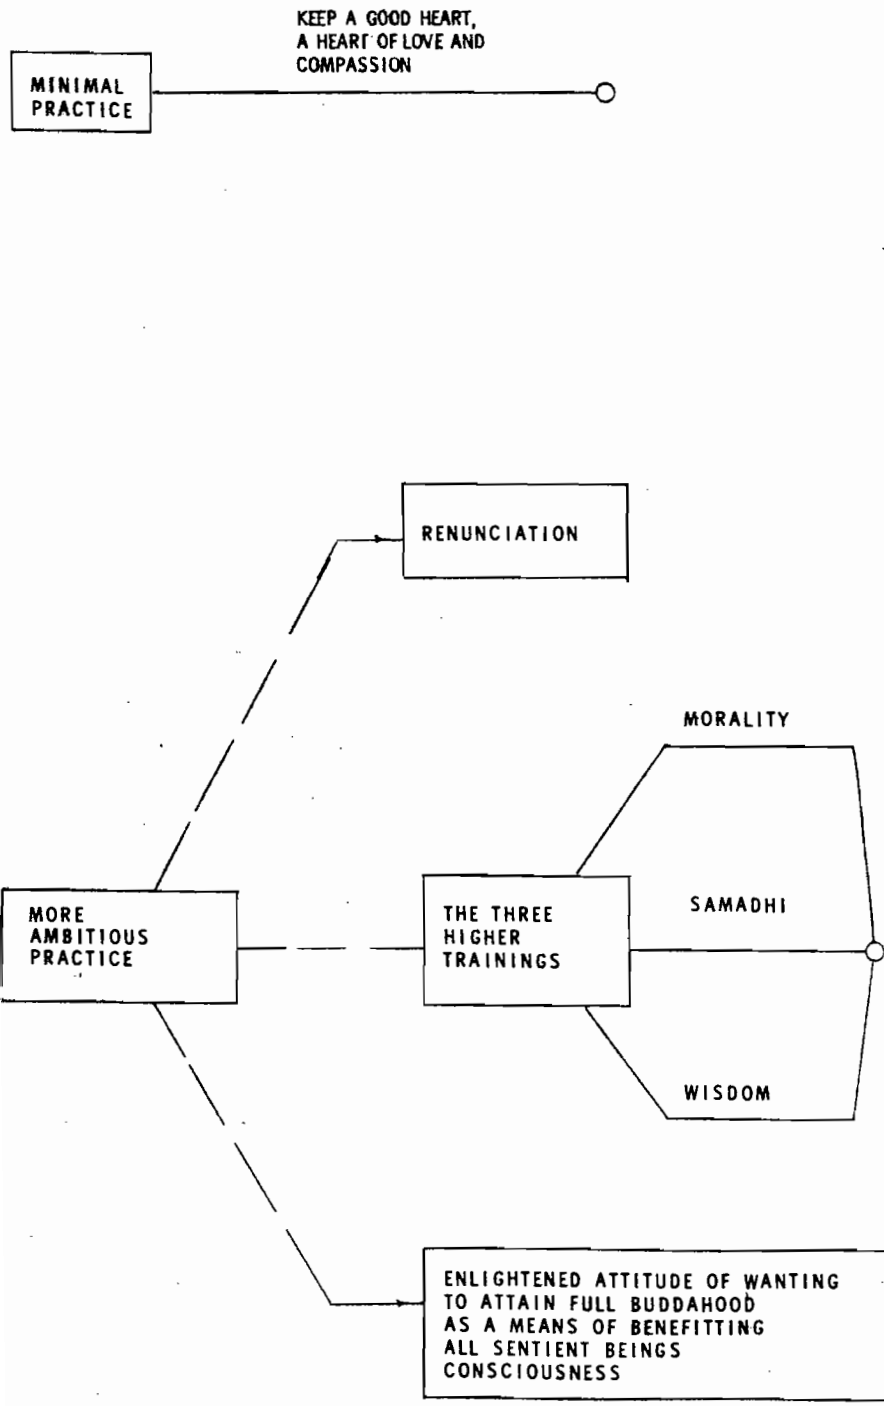 KEEP A GOOD HEART,
A HEART OF LOVE AND
COMPASSION
MINIMAL
PRACTICE
RENUNCIATION
MORALITY
MORE
AMBITIOUS
PRACTICE
THE THREE
HIGHER
TRAININGS
SAMADHI
WISDOM
ENLIGHTENED ATTITUDE OF WANTING
TO ATTAIN FULL BUDDAHOOD
AS A MEANS OF BENEFITTING
ALL SENTIENT BEINGS
CONSCIOUSNESS